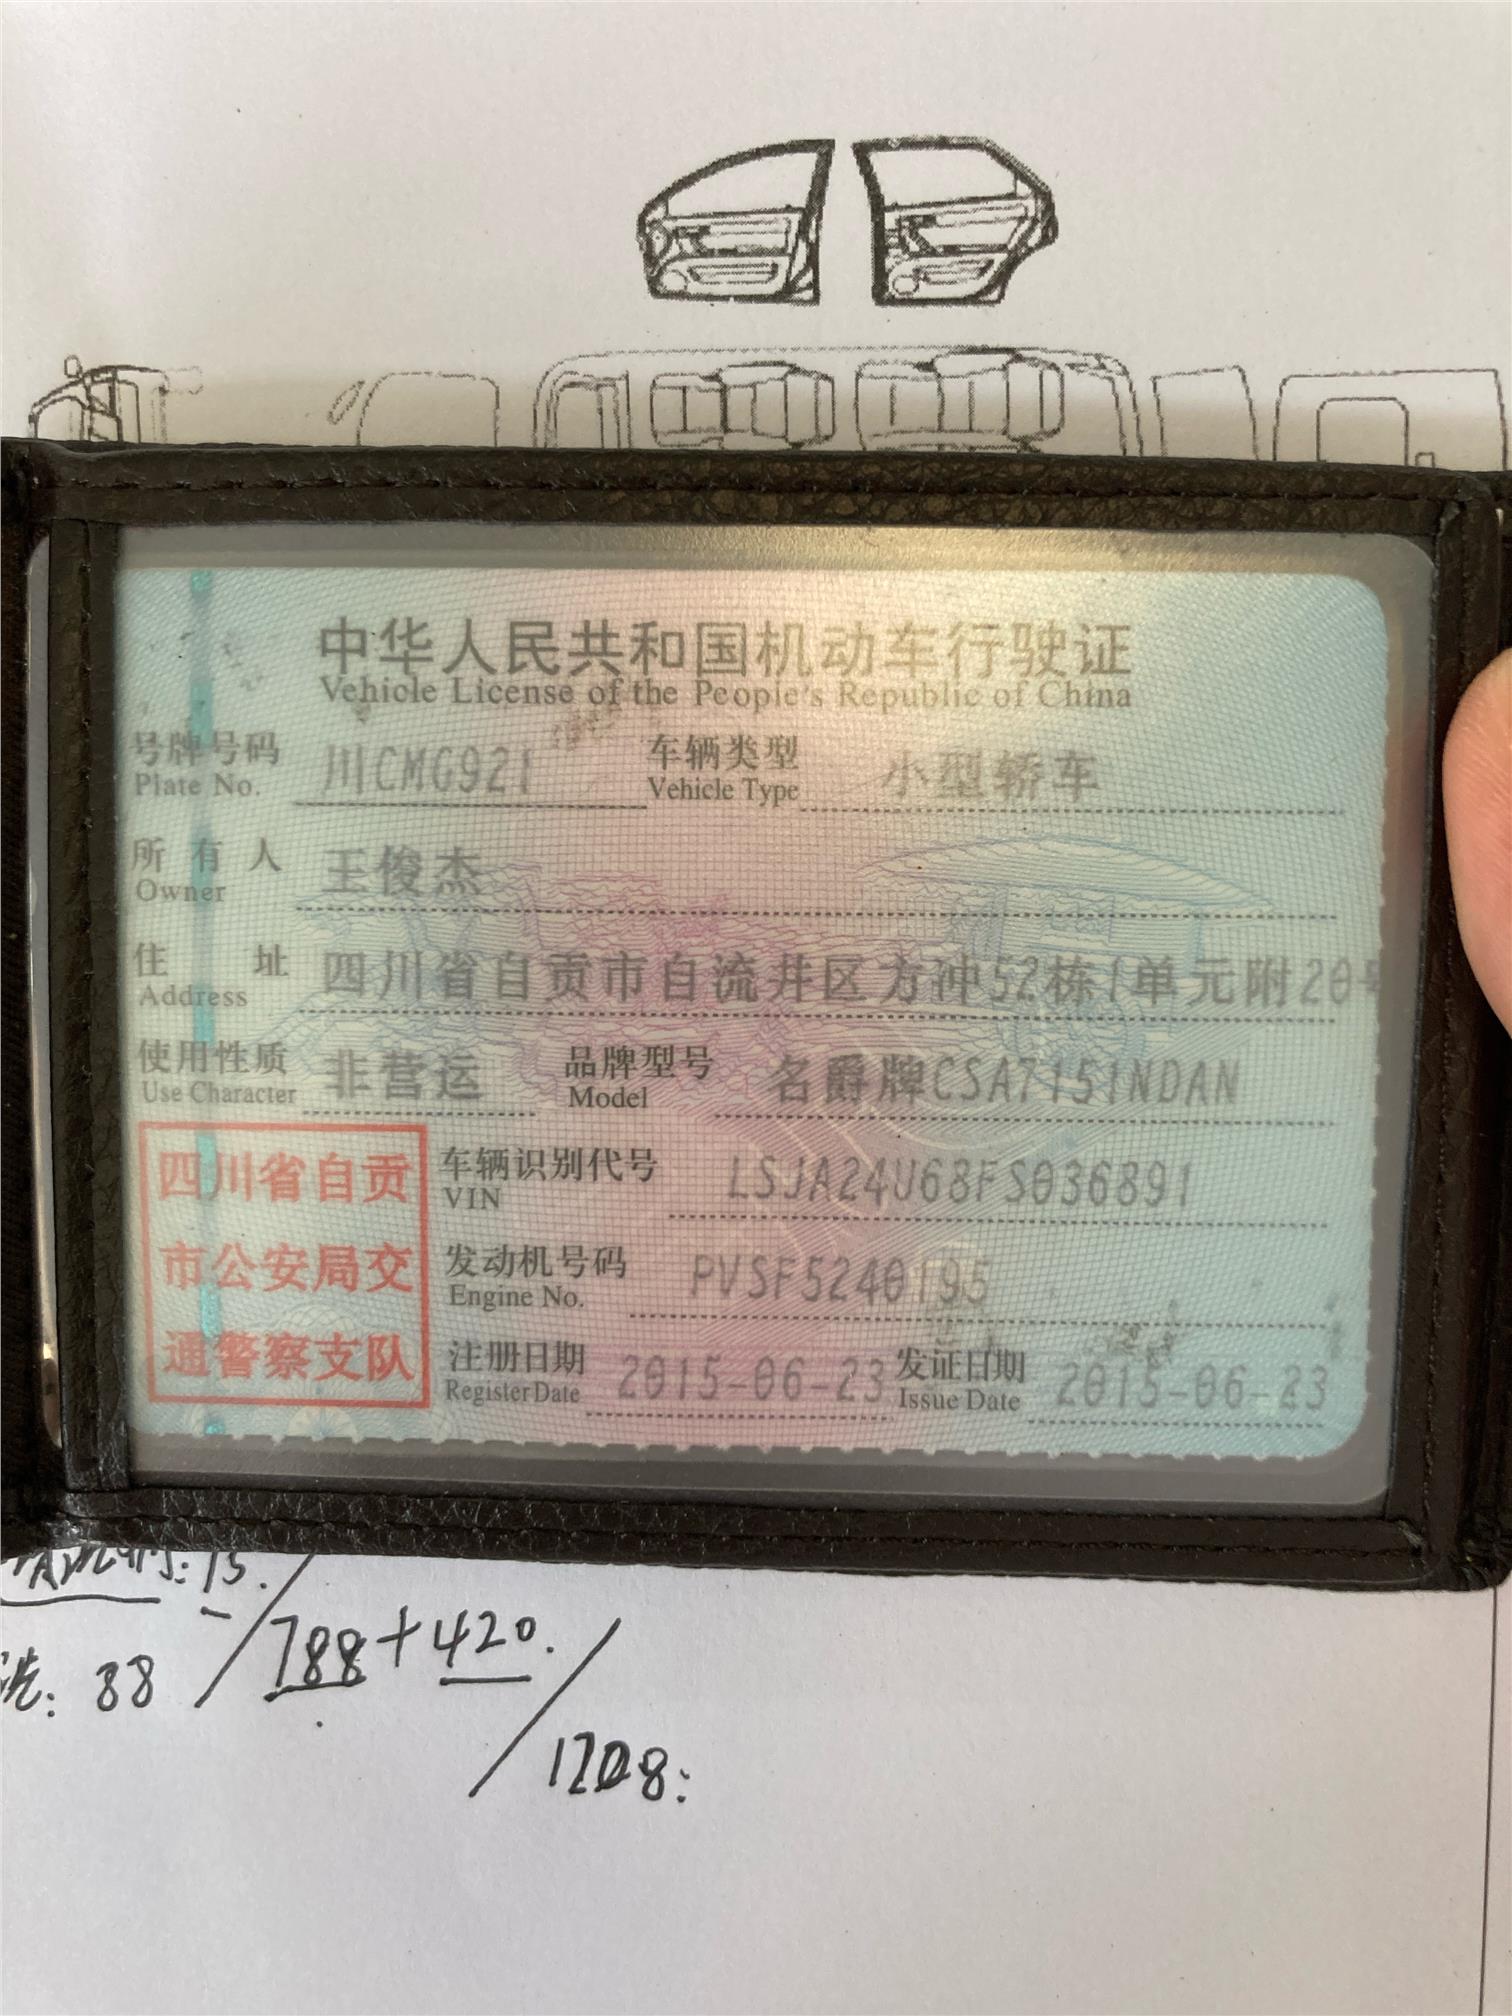 中华人民共和国机动车行驶证
Vehicle License of the People's Republic of China
号牌号码 川CMG921 车辆类型 小型轿车
Plate No. Vehicle Type
所有人 王俊杰
Owner
住址 四川省自贡市自流井区方冲52栋1单元附20号
Address
使用性质 非营运 品牌型号 名爵牌CSA7151NDAN
Use Character Model
四川省自贡
市公安局交
通警察支队
车辆识别代号 LSJA24U68FS036891
VIN
发动机号码 PVSF5240195
Engine No.
注册日期 2015-06-23 发证日期 2015-06-23
Register Date Issue Date
15.
洗: 88 / 788+420. /
1208: